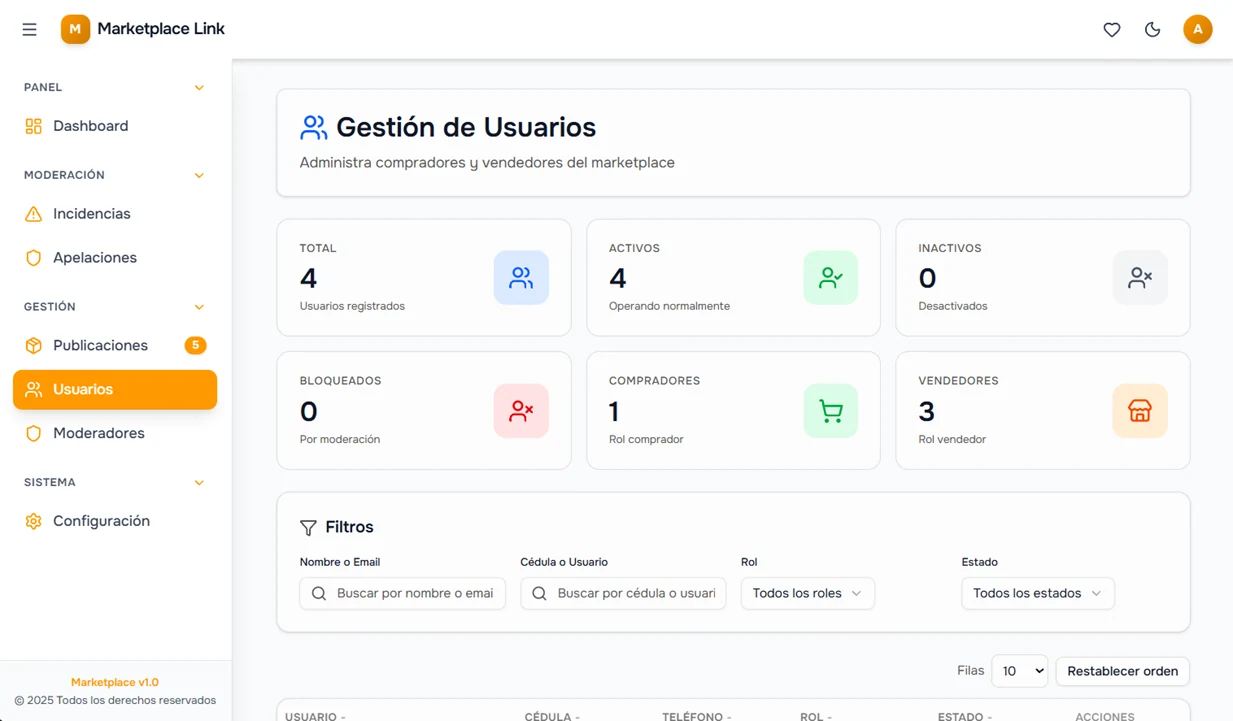 M Marketplace Link
A
PANEL
Dashboard
MODERACIÓN
Incidencias
Apelaciones
GESTIÓN
Publicaciones 5
Usuarios
Moderadores
SISTEMA
Configuración
Marketplace v1.0
© 2025 Todos los derechos reservados
Gestión de Usuarios
Administra compradores y vendedores del marketplace
TOTAL
4
Usuarios registrados
ACTIVOS
4
Operando normalmente
INACTIVOS
0
Desactivados
BLOQUEADOS
0
Por moderación
COMPRADORES
1
Rol comprador
VENDEDORES
3
Rol vendedor
Filtros
Nombre o Email
Buscar por nombre o emai
Cédula o Usuario
Buscar por cédula o usuari
Rol
Todos los roles
Estado
Todos los estados
Filas 10 Restablecer orden
USUARIO - CÉDULA - TELÉFONO - ROL - ESTADO - ACCIONES